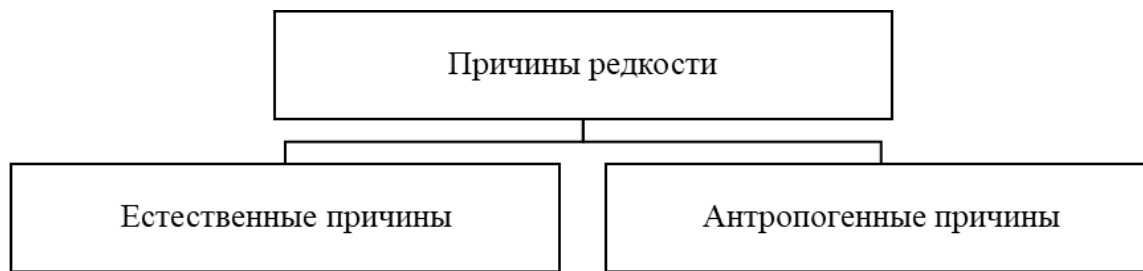 Причины редкости
Естественные причины
Антропогенные причины